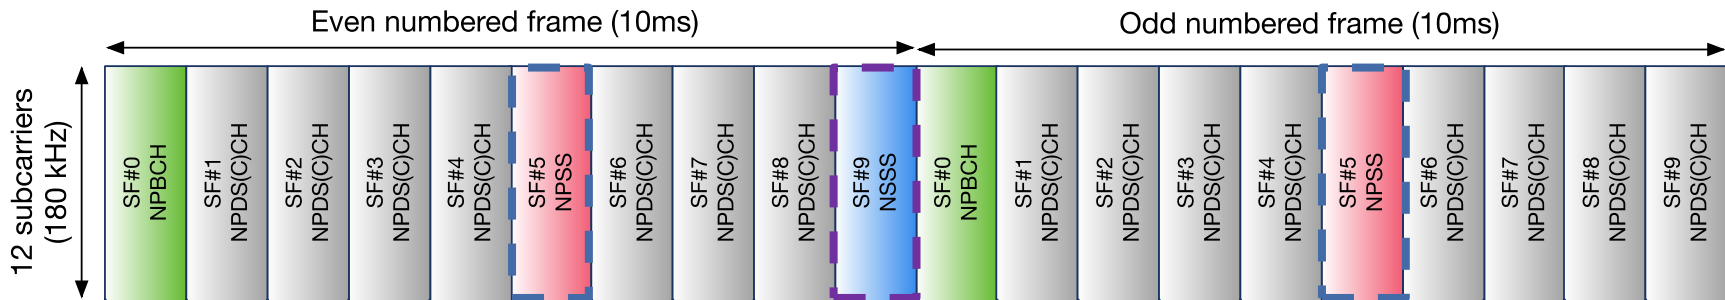 Even numbered frame (10ms)
Odd numbered frame (10ms)
12 subcarriers
(180 kHz)
SF#0
NPBCH
SF#1
NPDS(C)CH
SF#2
NPDS(C)CH
SF#3
NPDS(C)CH
SF#4
NPDS(C)CH
SF#5
NPSS
SF#6
NPDS(C)CH
SF#7
NPDS(C)CH
SF#8
NPDS(C)CH
SF#9
NSSS
SF#0
NPBCH
SF#1
NPDS(C)CH
SF#2
NPDS(C)CH
SF#3
NPDS(C)CH
SF#4
NPDS(C)CH
SF#5
NPSS
SF#6
NPDS(C)CH
SF#7
NPDS(C)CH
SF#8
NPDS(C)CH
SF#9
NPDS(C)CH